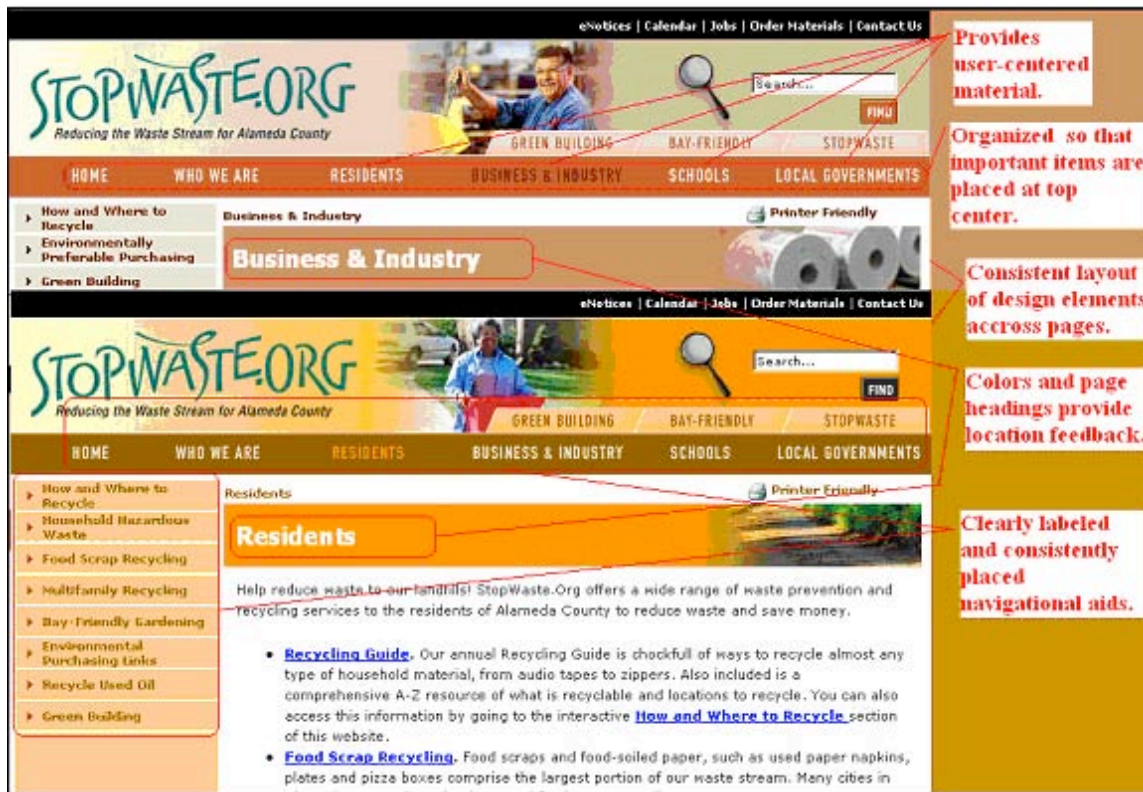 eNotices | Calendar | Jobs | Order Materials | Contact Us
STOPWASTE.ORG
Reducing the Waste Stream for Alameda County
Search...
FIND
GREEN BUILDING BAY-FRIENDLY STOPWASTE
HOME WHO WE ARE RESIDENTS BUSINESS & INDUSTRY SCHOOLS LOCAL GOVERNMENTS
How and Where to
Recycle
Environmentally
Preferable Purchasing
Green Building
Business & Industry
Printer Friendly
Business & Industry
eNotices | Calendar | Jobs | Order Materials | Contact Us
STOPWASTE.ORG
Reducing the Waste Stream for Alameda County
Search...
FIND
GREEN BUILDING BAY-FRIENDLY STOPWASTE
HOME WHO WE ARE RESIDENTS BUSINESS & INDUSTRY SCHOOLS LOCAL GOVERNMENTS
How and Where to
Recycle
Household Hazardous
Waste
Food Scrap Recycling
Multifamily Recycling
Bay-Friendly Gardening
Environmental
Purchasing Links
Recycle Used Oil
Green Building
Residents
Printer Friendly
Residents
Help reduce waste to our landfills! StopWaste.Org offers a wide range of waste prevention and
recycling services to the residents of Alameda County to reduce waste and save money.
Recycling Guide. Our annual Recycling Guide is chockfull of ways to recycle almost any
type of household material, from audio tapes to zippers. Also included is a
comprehensive A-Z resource of what is recyclable and locations to recycle. You can also
access this information by going to the interactive How and Where to Recycle section
of this website.
Food Scrap Recycling. Food scraps and food-soiled paper, such as used paper napkins,
plates and pizza boxes comprise the largest portion of our waste stream. Many cities in
Provides
user-centered
material.
Organized so that
important items are
placed at top
center.
Consistent layout
of design elements
accross pages.
Colors and page
headings provide
location feedback.
Clearly labeled
and consistently
placed
navigational aids.